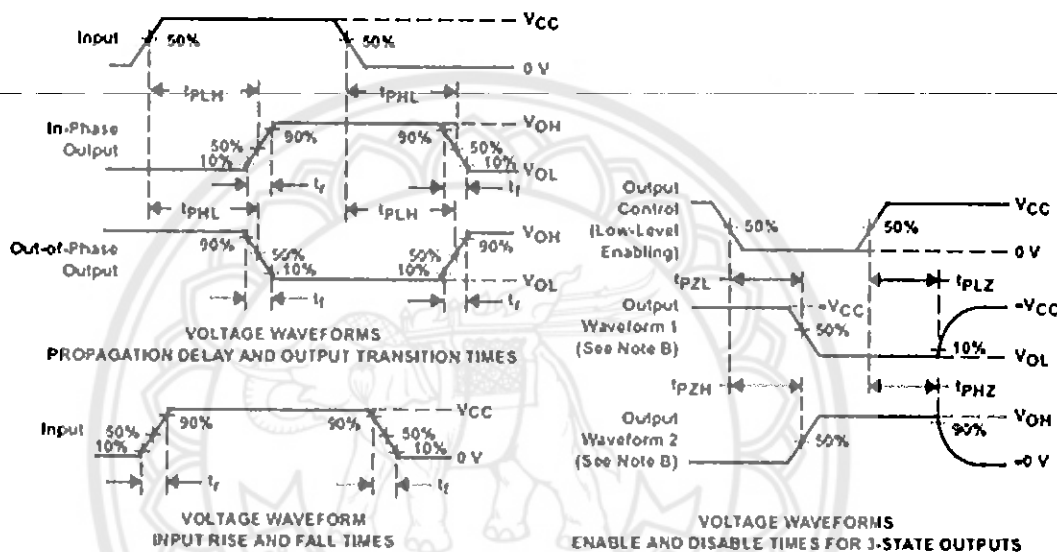 Input
50%
50%
VCC
0 V
tPLH
tPHL
In-Phase
Output
10%
50%
90%
90%
50%
10%
VOH
VOL
tr
tf
tPHL
tPLH
Out-of-Phase
Output
90%
50%
10%
50%
10%
90%
VOH
VOL
tf
tr
VOLTAGE WAVEFORMS
PROPAGATION DELAY AND OUTPUT TRANSITION TIMES
Input
50%
10%
90%
90%
50%
10%
VCC
0 V
tr
tf
VOLTAGE WAVEFORM
INPUT RISE AND FALL TIMES
Output
Control
(Low-Level
Enabling)
50%
50%
VCC
0 V
tPZL
tPLZ
Output
Waveform 1
(See Note B)
≈VCC
50%
≈VCC
10%
VOL
tPZH
tPHZ
Output
Waveform 2
(See Note B)
50%
VOH
90%
≈0 V
VOLTAGE WAVEFORMS
ENABLE AND DISABLE TIMES FOR 3-STATE OUTPUTS